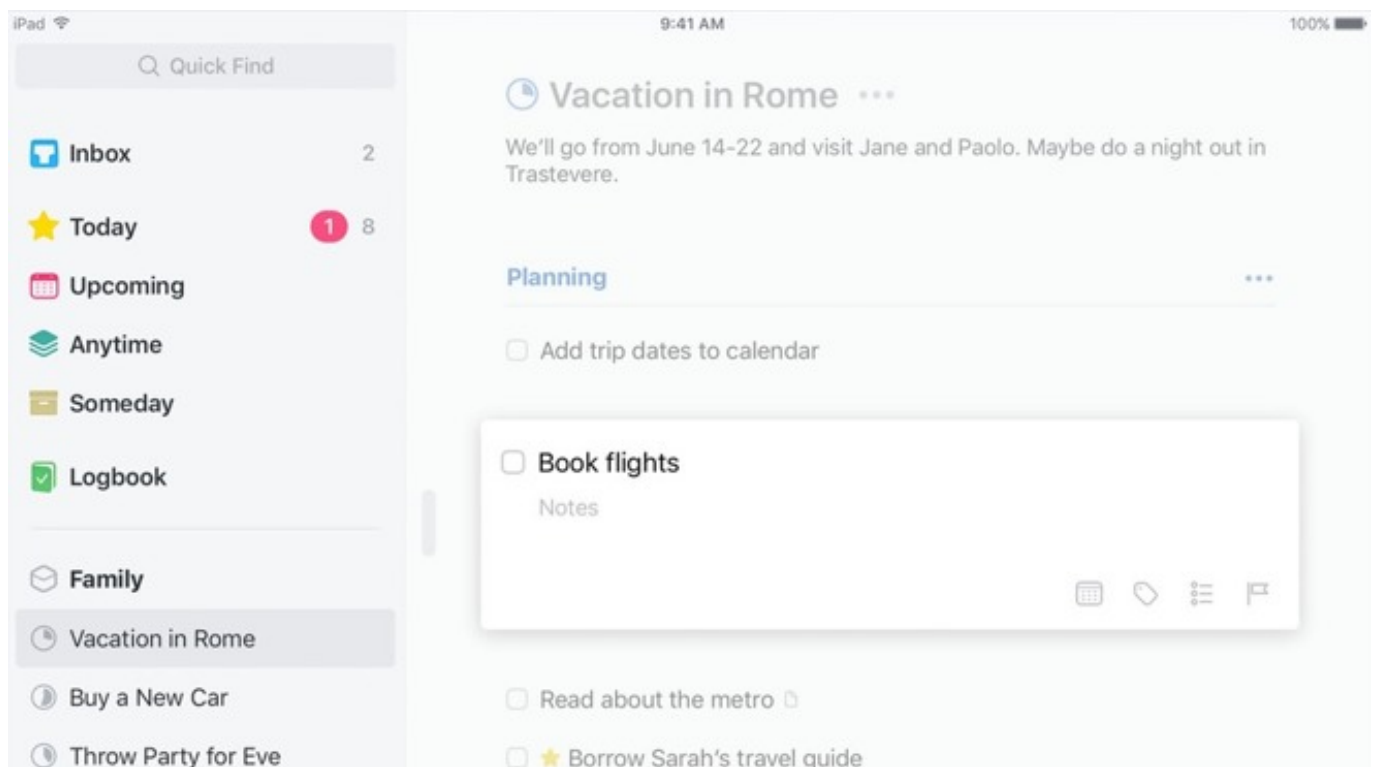 iPad 9:41 AM 100%
Quick Find
Inbox 2
Today 1 8
Upcoming
Anytime
Someday
Logbook
Family
Vacation in Rome
Buy a New Car
Throw Party for Eve
Vacation in Rome
We'll go from June 14-22 and visit Jane and Paolo. Maybe do a night out in
Trastevere.
Planning
Add trip dates to calendar
Book flights
Notes
Read about the metro
Borrow Sarah's travel guide